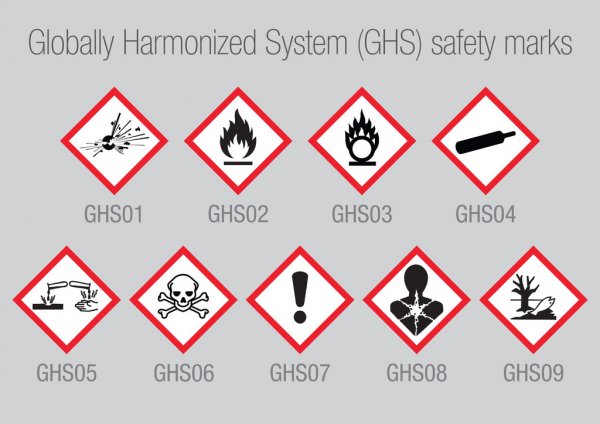 Globally Harmonized System (GHS) safety marks
GHS01 GHS02 GHS03 GHS04
GHS05 GHS06 GHS07 GHS08 GHS09